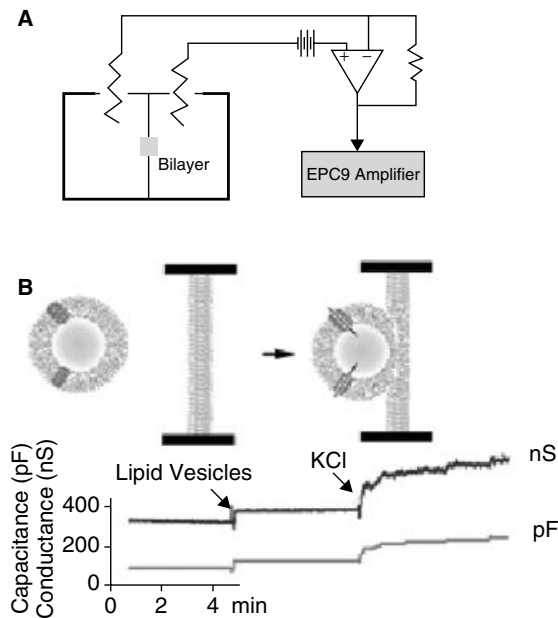 A
+ −
Bilayer
EPC9 Amplifier
B
Lipid Vesicles
KCl
nS
pF
Capacitance (pF)
Conductance (nS)
400
200
0
0 2 4 min